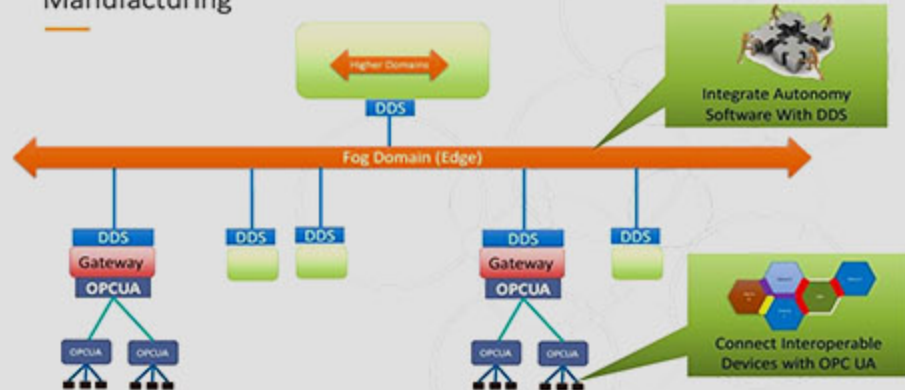 Manufacturing
Higher Domains
DDS
Integrate Autonomy
Software With DDS
Fog Domain (Edge)
DDS
DDS
DDS
DDS
DDS
Gateway
Gateway
OPCUA
OPCUA
OPCUA
OPCUA
OPCUA
OPCUA
Connect Interoperable
Devices with OPC UA